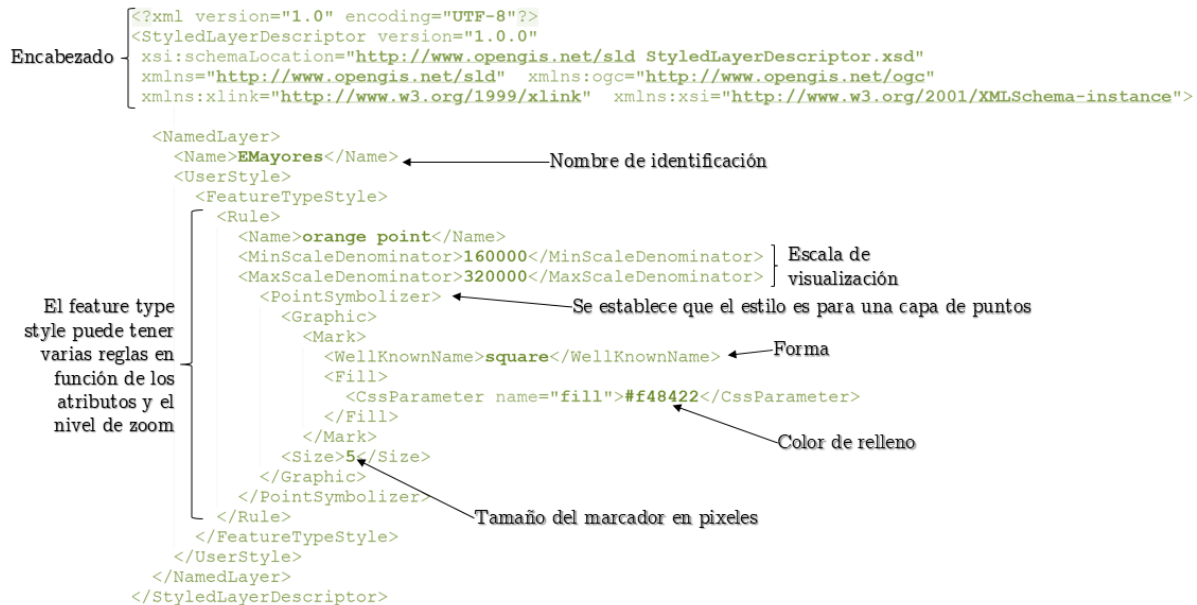 <?xml version="1.0" encoding="UTF-8"?>
<StyledLayerDescriptor version="1.0.0"
Encabezado
xsi:schemaLocation="http://www.opengis.net/sld StyledLayerDescriptor.xsd"
xmlns="http://www.opengis.net/sld" xmlns:ogc="http://www.opengis.net/ogc"
xmlns:xlink="http://www.w3.org/1999/xlink" xmlns:xsi="http://www.w3.org/2001/XMLSchema-instance">
<NamedLayer>
<Name>EMayores</Name>
Nombre de identificación
<UserStyle>
<FeatureTypeStyle>
<Rule>
<Name>orange point</Name>
<MinScaleDenominator>160000</MinScaleDenominator>
<MaxScaleDenominator>320000</MaxScaleDenominator>
Escala de
visualización
<PointSymbolizer>
Se establece que el estilo es para una capa de puntos
El feature type
style puede tener
varias reglas en
función de los
atributos y el
nivel de zoom
<Graphic>
<Mark>
<WellKnownName>square</WellKnownName>
Forma
<Fill>
<CssParameter name="fill">#f48422</CssParameter>
</Fill>
Color de relleno
</Mark>
<Size>5</Size>
</Graphic>
</PointSymbolizer>
Tamaño del marcador en pixeles
</Rule>
</FeatureTypeStyle>
</UserStyle>
</NamedLayer>
</StyledLayerDescriptor>